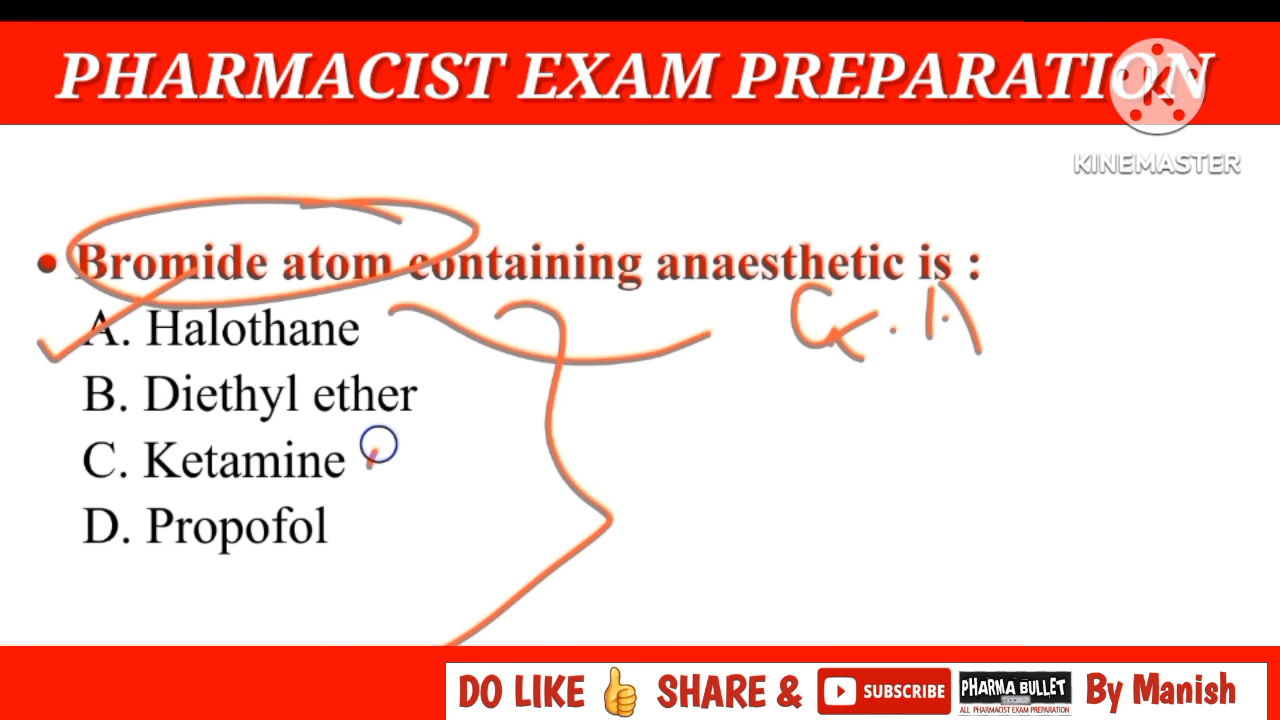 PHARMACIST EXAM PREPARATION
KINEMASTER
• Bromide atom containing anaesthetic is :
G.A
A. Halothane
B. Diethyl ether
C. Ketamine
D. Propofol
DO LIKE 👍 SHARE & SUBSCRIBE PHARMA BULLET By Manish
ALL PHARMACIST EXAM PREPARATION